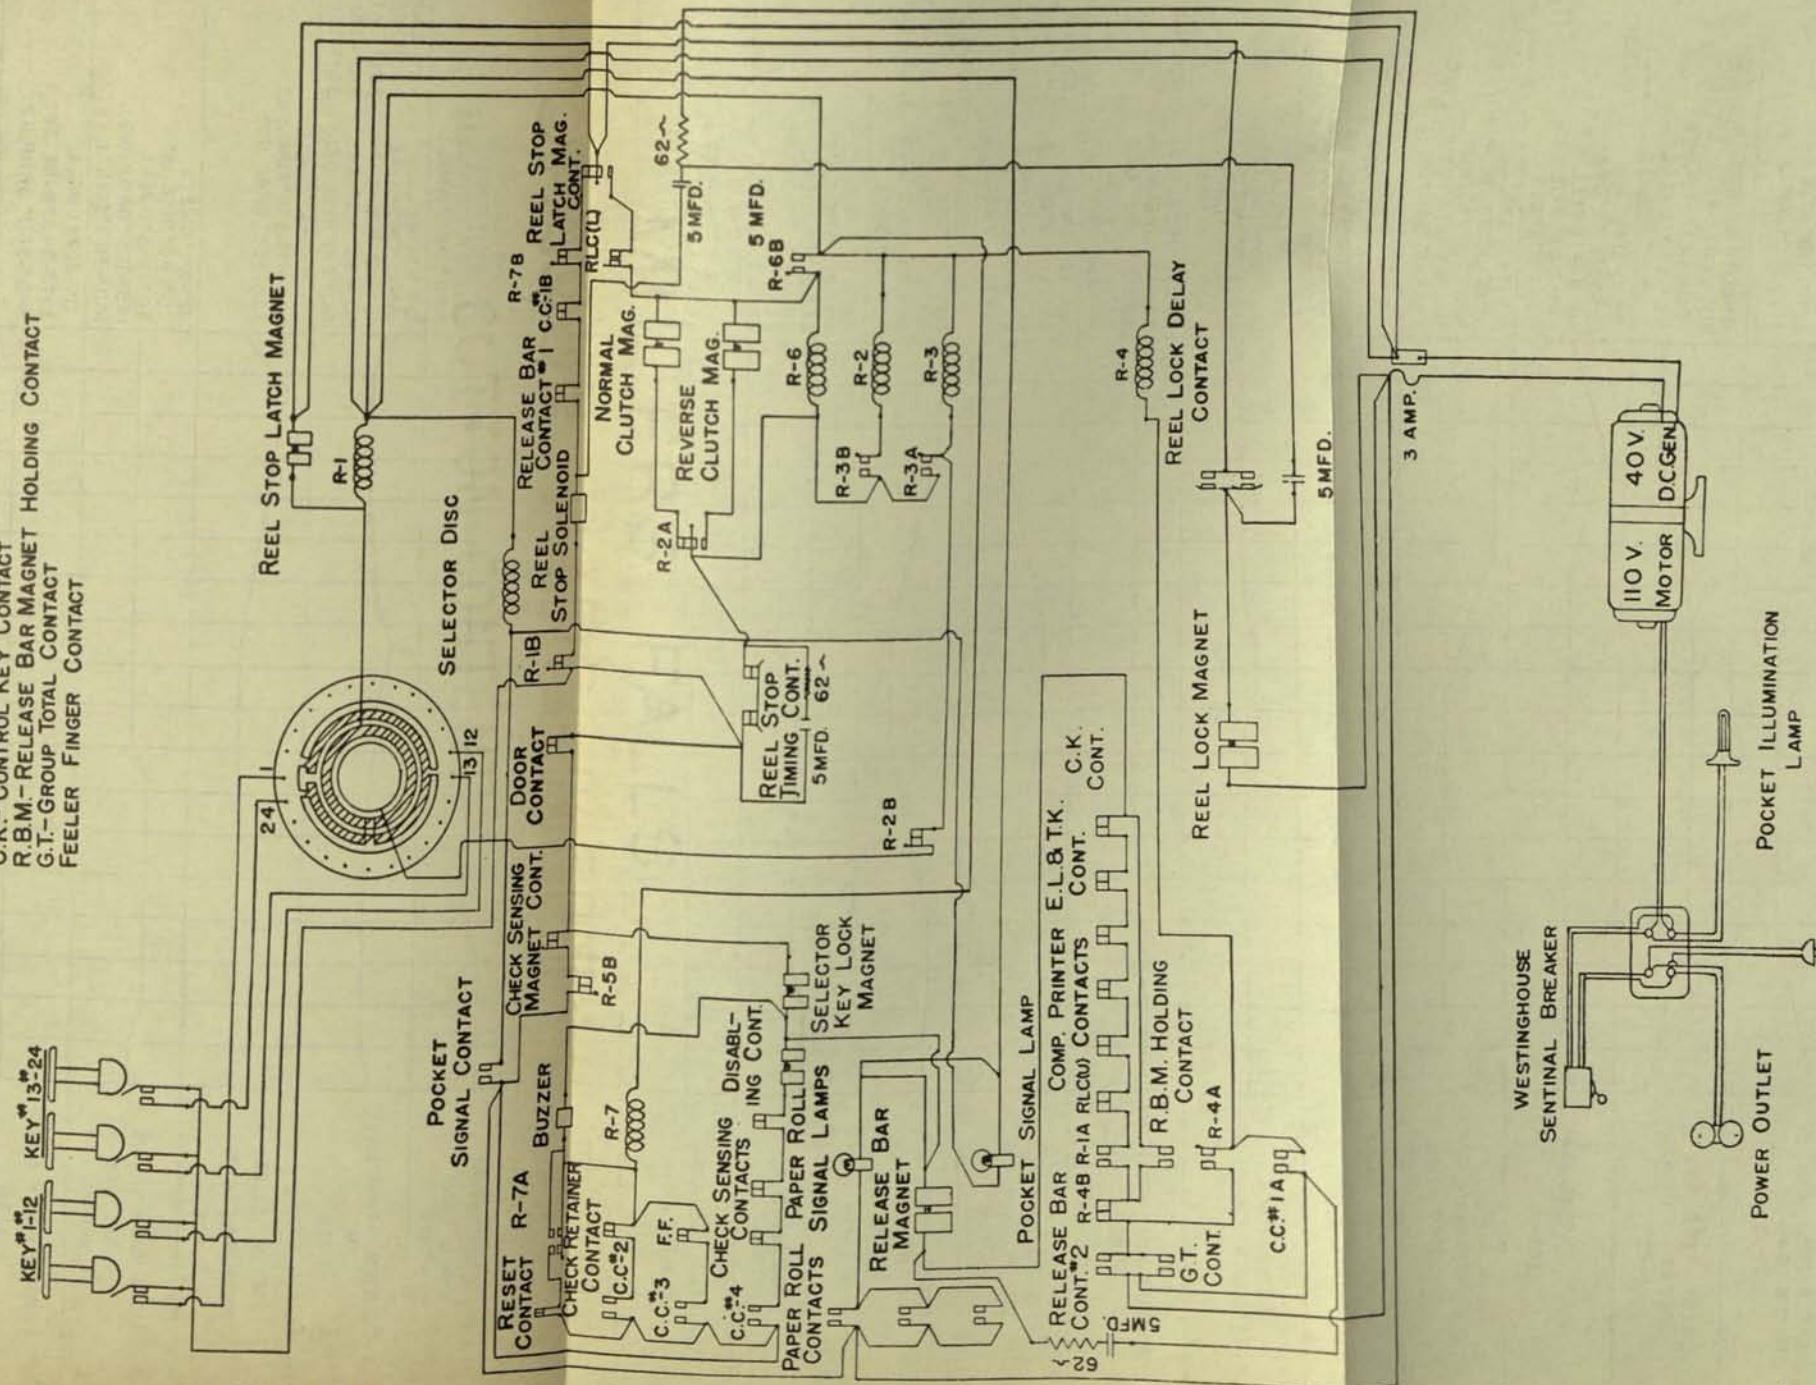 C.K.- CONTROL KEY CONTACT
R.B.M.- RELEASE BAR MAGNET HOLDING CONTACT
G.T.- GROUP TOTAL CONTACT
FEELER FINGER CONTACT
KEY#1-12
KEY#13-24
REEL STOP LATCH MAGNET
R-1
SELECTOR DISC
1
24
12
13
POCKET
SIGNAL CONTACT
RESET
CONTACT
R-7A
BUZZER
CHECK SENSING
MAGNET CONT.
R-5B
DOOR
CONTACT
R-1B
REEL
STOP SOLENOID
RELEASE BAR
CONTACT #1
C.C.#1B
R-7B
REEL STOP
LATCH MAG.
CONT.
RLC(L)
62~
5 MFD.
5 MFD.
R-6B
NORMAL
CLUTCH MAG.
REVERSE
CLUTCH MAG.
R-2A
R-6
R-2
R-3
R-3B
R-3A
REEL STOP
TIMING CONT.
5MFD. 62~
R-2B
CHECK RETAINER
CONTACT
C.C.#2
R-7
C.C.#3
F.F.
C.C.#4
CHECK SENSING
CONTACTS
DISABL-
ING CONT.
SELECTOR
KEY LOCK
MAGNET
PAPER ROLL
CONTACTS
PAPER ROLL
SIGNAL LAMPS
RELEASE BAR
MAGNET
POCKET SIGNAL LAMP
RELEASE BAR
CONT.#2
R-4B
R-1A
RLC(U)
COMP. PRINTER
CONTACTS
E.L.&T.K.
CONT.
C.K.
CONT.
R.B.M. HOLDING
CONTACT
R-4A
G.T.
CONT.
C.C.#1A
62~
5MFD.
R-4
REEL LOCK DELAY
CONTACT
5 MFD.
REEL LOCK MAGNET
3 AMP.
110 V.
MOTOR
40 V.
D.C.GEN.
WESTINGHOUSE
SENTINAL BREAKER
POWER OUTLET
POCKET ILLUMINATION
LAMP